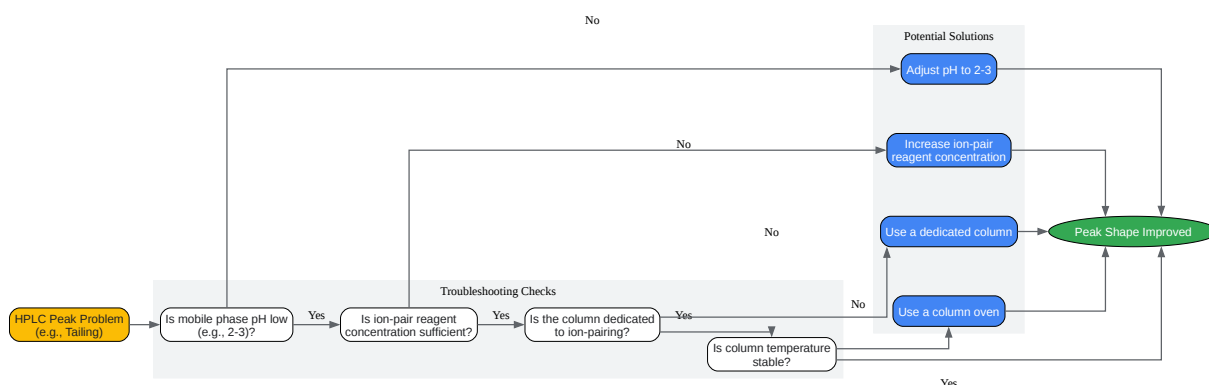 No
Potential Solutions
Adjust pH to 2-3
No
Increase ion-pair
reagent concentration
No
Use a dedicated column
Peak Shape Improved
Troubleshooting Checks
HPLC Peak Problem
(e.g., Tailing)
Is mobile phase pH low
(e.g., 2-3)?
Yes
Is ion-pair reagent
concentration sufficient?
Yes
Is the column dedicated
to ion-pairing?
Yes
No
Use a column oven
Is column temperature
stable?
Yes